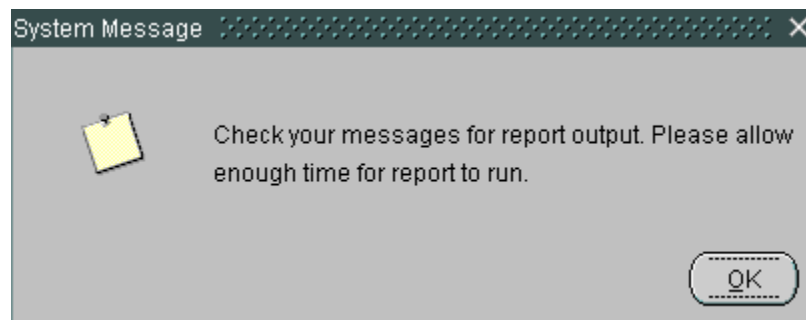 System Message
Check your messages for report output. Please allow
enough time for report to run.
OK